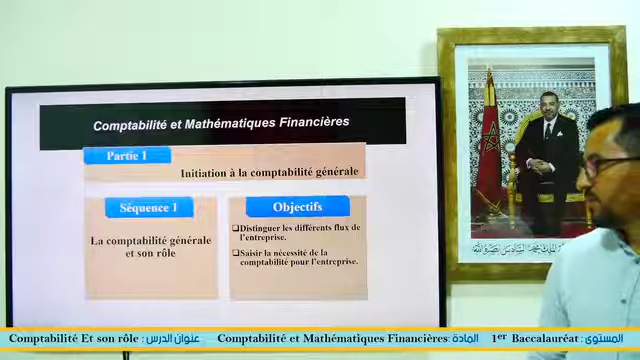 Comptabilité et Mathématiques Financières
Partie 1
Initiation à la comptabilité générale
Séquence 1
La comptabilité générale
et son rôle
Objectifs
❑Distinguer les différents flux de
l'entreprise.
❑Saisir la nécessité de la
comptabilité pour l'entreprise.
المستوى: 1er Baccalauréat المادة: Comptabilité et Mathématiques Financières عنوان الدرس: Comptabilité Et son rôle